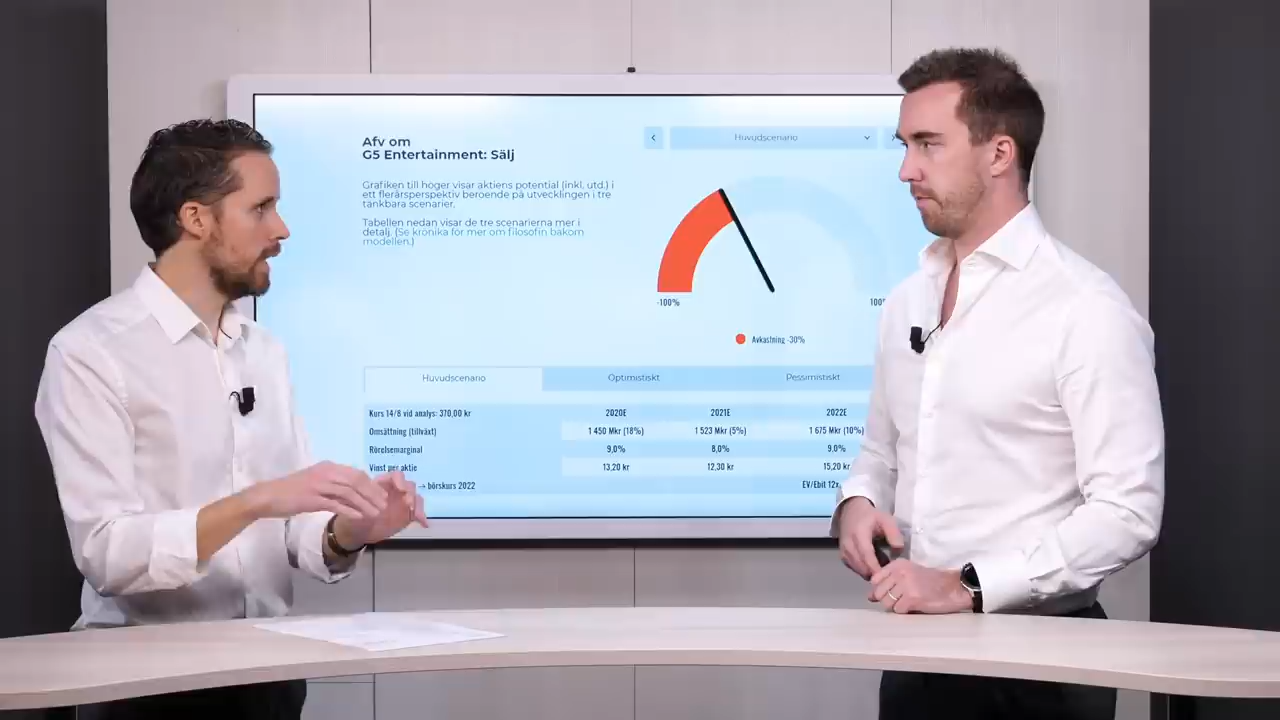 Afv om
G5 Entertainment: Sälj
Huvudscenario
Grafiken till höger visar aktiens potential (inkl. utd.) i
ett flerårsperspektiv beroende på utvecklingen i tre
tänkbara scenarier.
Tabellen nedan visar de tre scenarierna mer i
detalj. (Se krönika för mer om filosofin bakom
modellen.)
-100%
100%
Avkastning -30%
Huvudscenario Optimistiskt Pessimistiskt
Kurs 14/8 vid analys: 370,00 kr 2020E 2021E 2022E
Omsättning (tillväxt) 1 450 Mkr (18%) 1 523 Mkr (5%) 1 675 Mkr (10%)
Rörelsemarginal 9,0% 8,0% 9,0%
Vinst per aktie 13,20 kr 12,30 kr 15,20 kr
→ börskurs 2022 EV/Ebit 12x